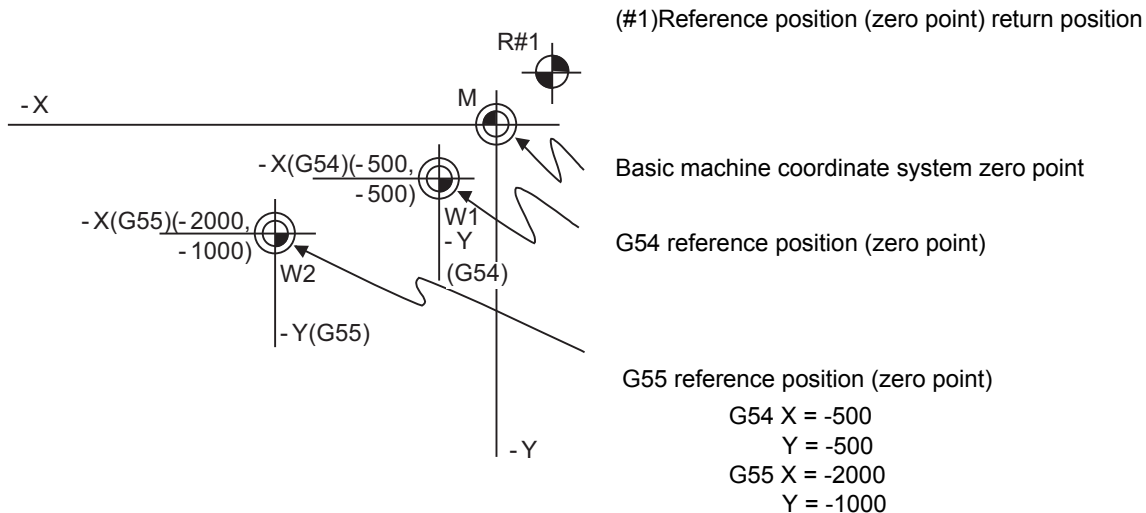 (#1)Reference position (zero point) return position
R#1
M
-X
-X(G54)(-500,
-500)
Basic machine coordinate system zero point
W1
-X(G55)(-2000,
-1000)
-Y
G54 reference position (zero point)
W2
(G54)
-Y(G55)
G55 reference position (zero point)
G54 X = -500
Y = -500
-Y
G55 X = -2000
Y = -1000